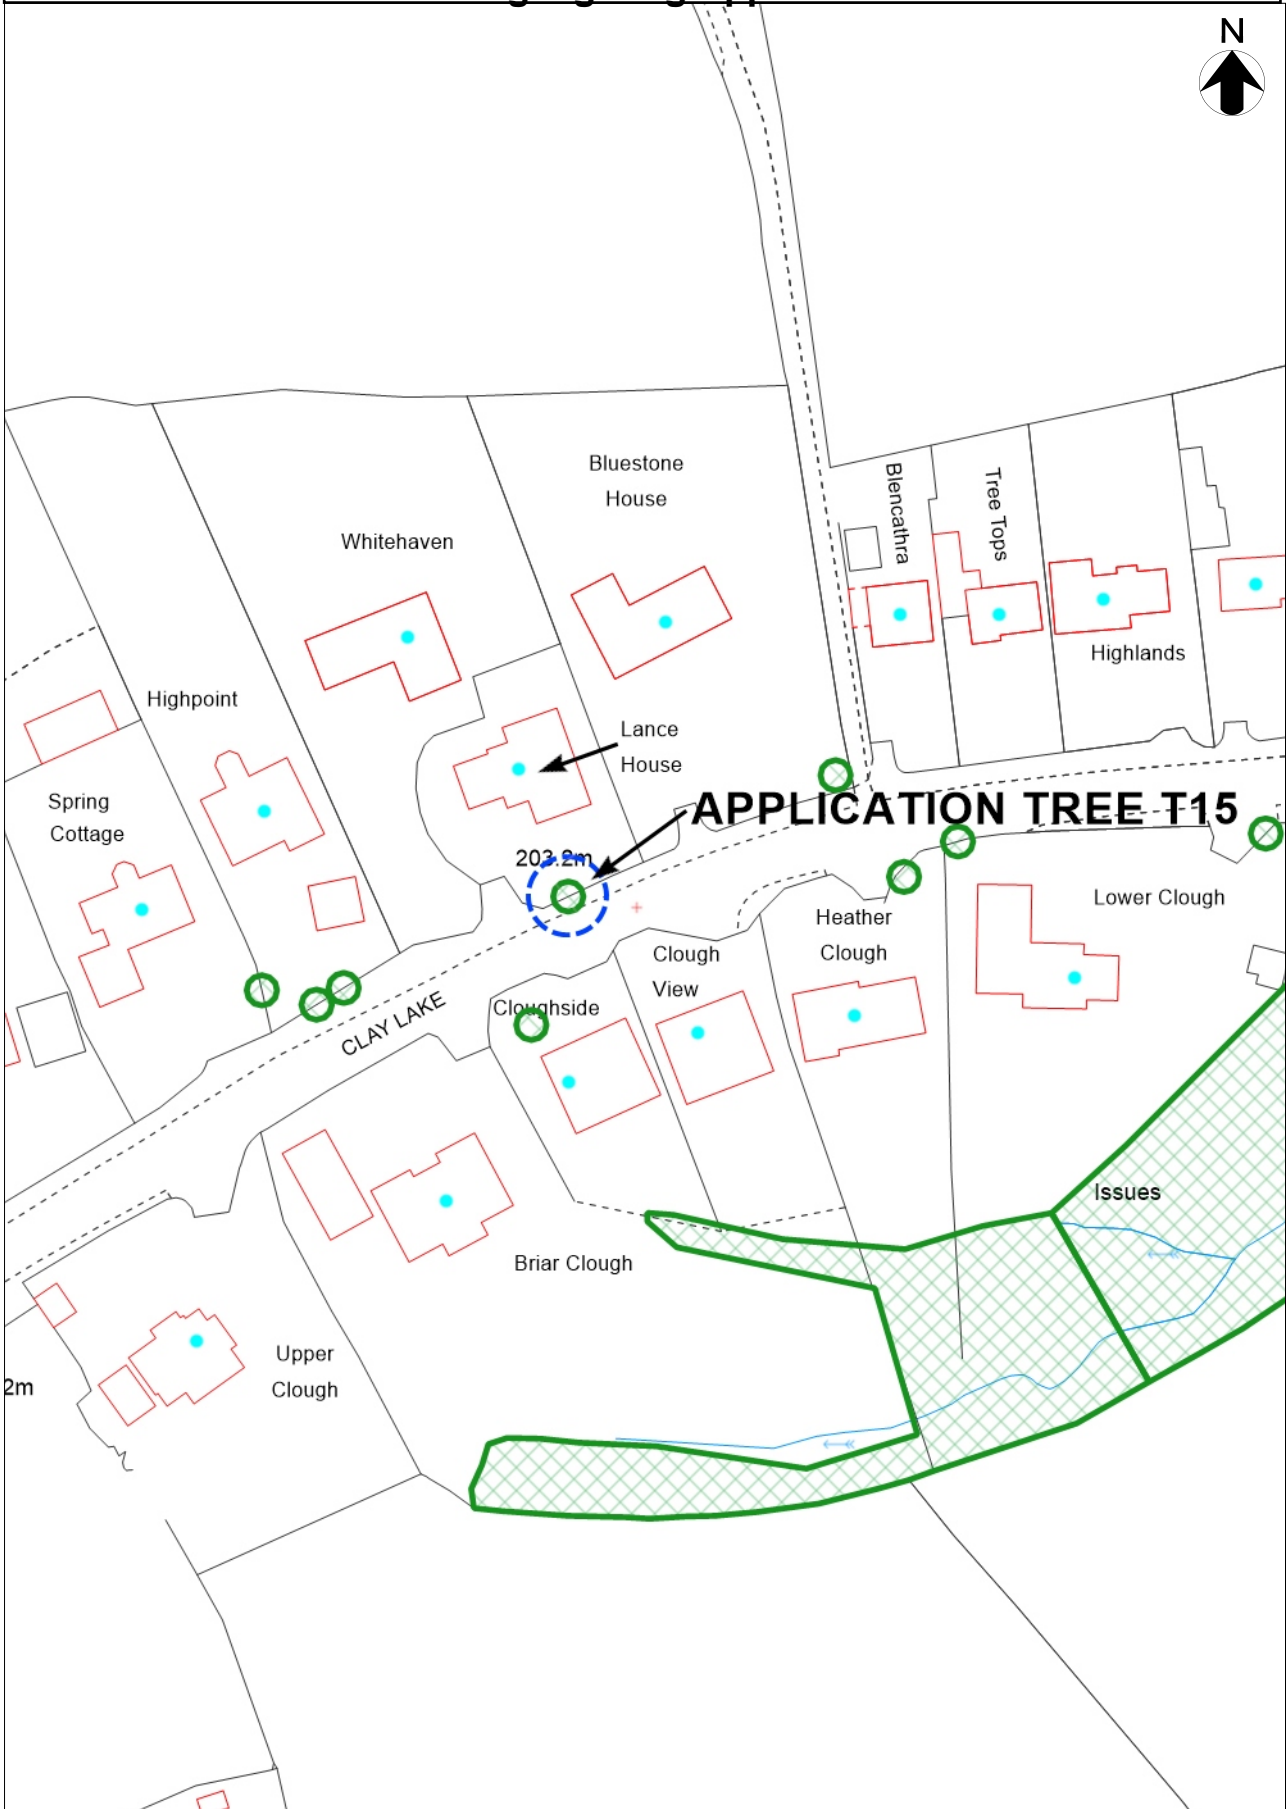 N
Bluestone
House
Blencathra
Tree Tops
Whitehaven
Highlands
Highpoint
Lance
House
Spring
Cottage
APPLICATION TREE T15
203.2m
Lower Clough
Heather
Clough
Clough
View
Cloughside
CLAY LAKE
Issues
Briar Clough
Upper
Clough
2m